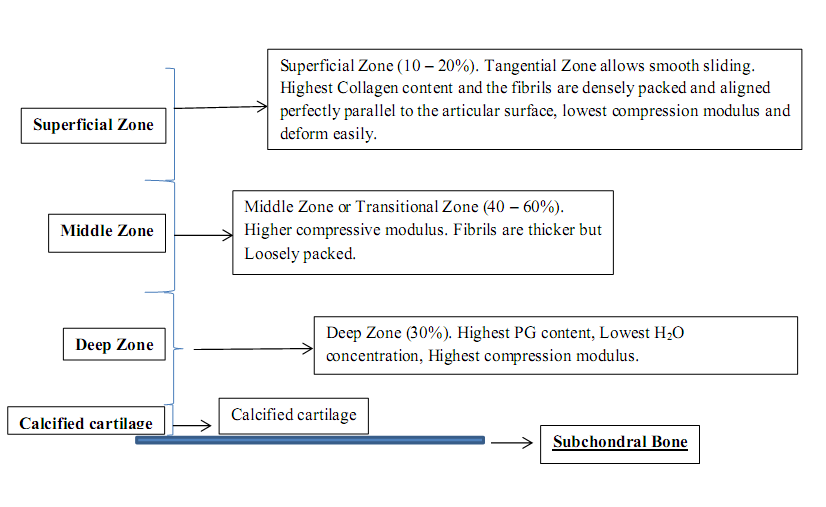 Superficial Zone (10 – 20%). Tangential Zone allows smooth sliding.
Highest Collagen content and the fibrils are densely packed and aligned
perfectly parallel to the articular surface, lowest compression modulus and
deform easily.
Superficial Zone
Middle Zone or Transitional Zone (40 – 60%).
Higher compressive modulus. Fibrils are thicker but
Loosely packed.
Middle Zone
Deep Zone (30%). Highest PG content, Lowest H₂O
concentration, Highest compression modulus.
Deep Zone
Calcified cartilage
Calcified cartilage
Subchondral Bone